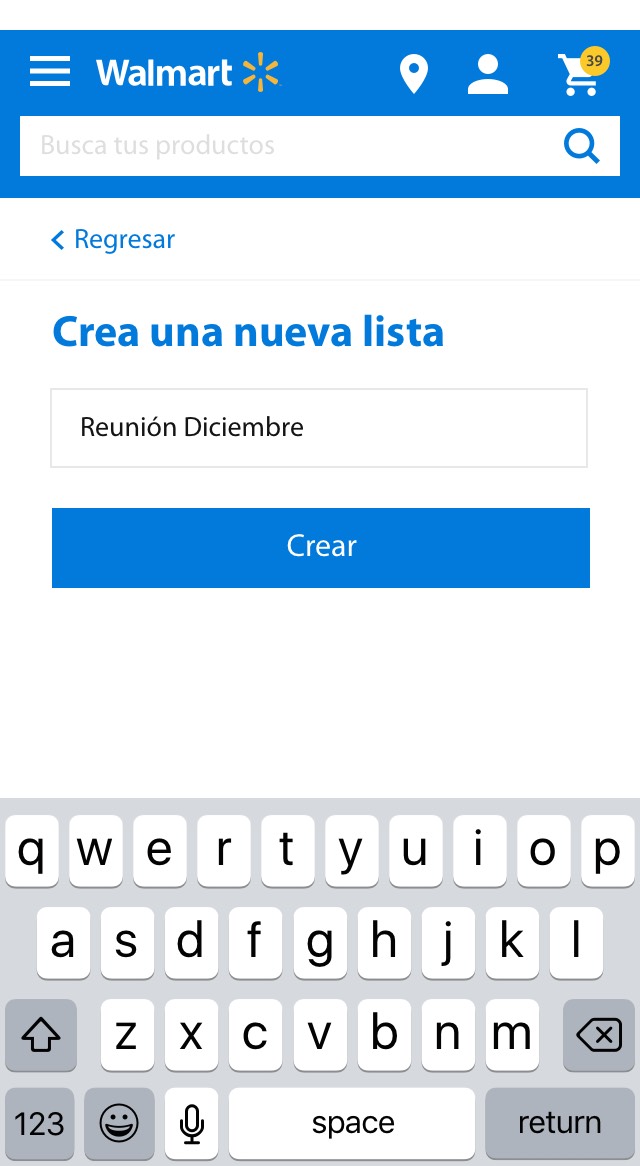 Walmart
39
Busca tus productos
Regresar
Crea una nueva lista
Reunión Diciembre
Crear
q w e r t y u i o p
a s d f g h j k l
z x c v b n m
123 space return